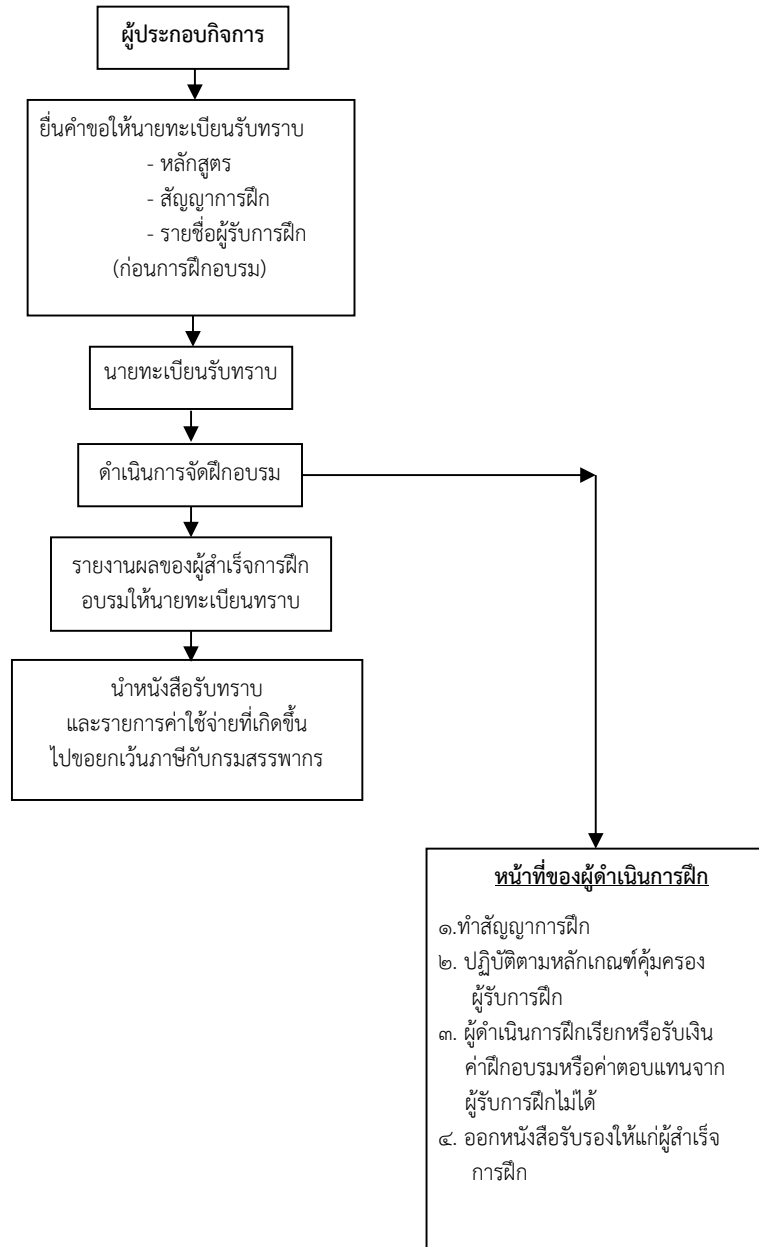 ผู้ประกอบกิจการ
ยื่นคำขอให้นายทะเบียนรับทราบ
- หลักสูตร
- สัญญาการฝึก
- รายชื่อผู้รับการฝึก
(ก่อนการฝึกอบรม)
นายทะเบียนรับทราบ
ดำเนินการจัดฝึกอบรม
รายงานผลของผู้สำเร็จการฝึก
อบรมให้นายทะเบียนทราบ
นำหนังสือรับทราบ
และรายการค่าใช้จ่ายที่เกิดขึ้น
ไปขอยกเว้นภาษีกับกรมสรรพากร
หน้าที่ของผู้ดำเนินการฝึก
๑.ทำสัญญาการฝึก
๒. ปฏิบัติตามหลักเกณฑ์คุ้มครอง
ผู้รับการฝึก
๓. ผู้ดำเนินการฝึกเรียกหรือรับเงิน
ค่าฝึกอบรมหรือค่าตอบแทนจาก
ผู้รับการฝึกไม่ได้
๔. ออกหนังสือรับรองให้แก่ผู้สำเร็จ
การฝึก